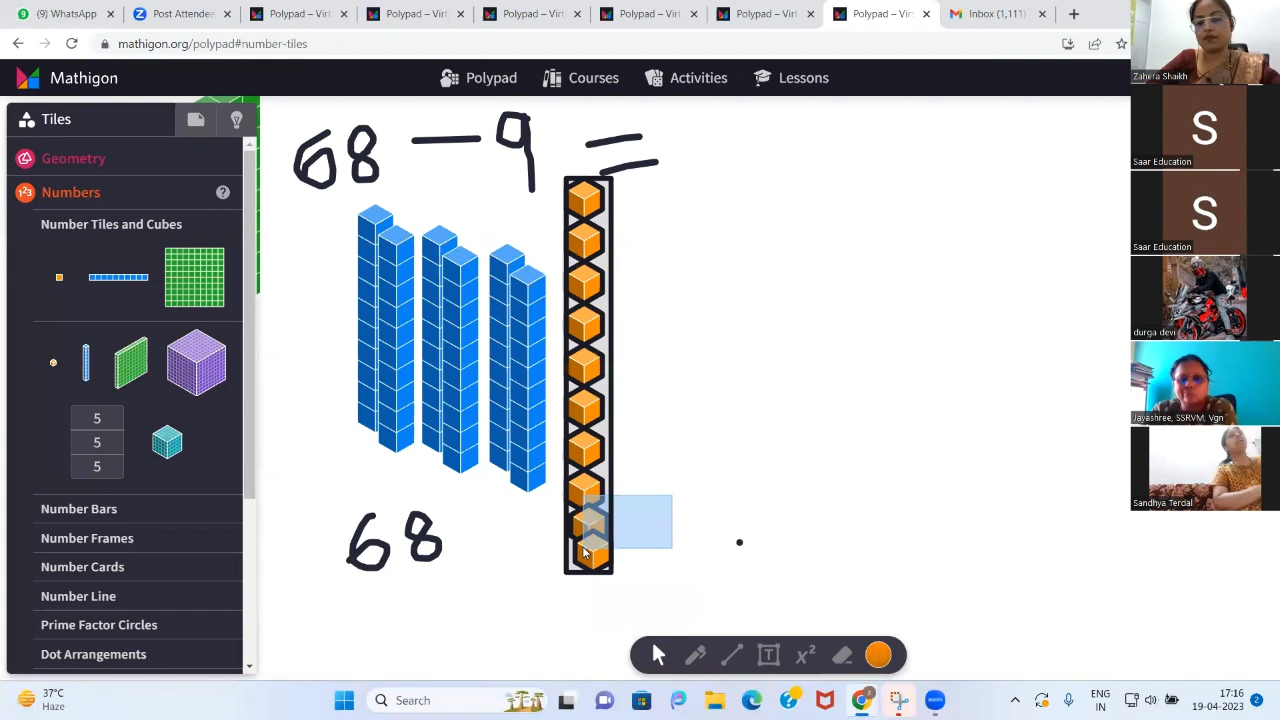 9 WhatsApp
Post Attendee
Polypad – Virt
Polypad – Virt
Polypad – Virt
Polypad – Virt
Polypad – Virt
Polypad – Virt
Inbox (1,111)
mathigon.org/polypad#number-tiles
Mathigon
Polypad
Courses
Activities
Lessons
Tiles
Geometry
Numbers
?
Number Tiles and Cubes
5
5
5
Number Bars
Number Frames
Number Cards
Number Line
Prime Factor Circles
Dot Arrangements
68 — 9 =
68
T
x²
Zahera Shaikh
S
Saar Education
S
Saar Education
durga devi
Jayashree, SSRVM, Vgn
Sandhya Terdal
37°C
Haze
Search
ENG
IN
17:16
19-04-2023
2